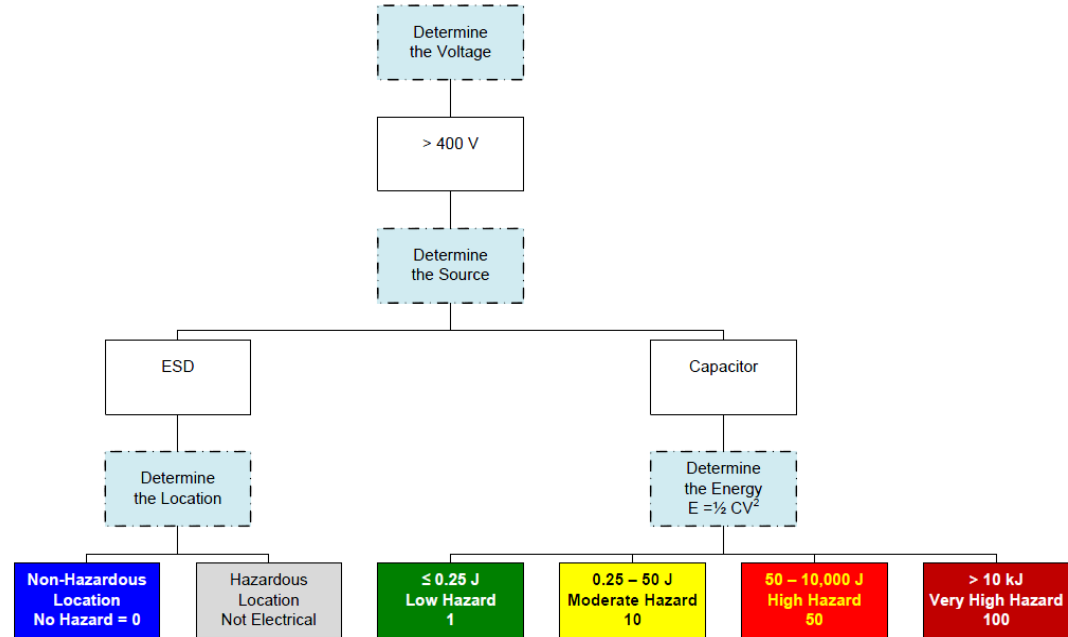 Determine
the Voltage
> 400 V
Determine
the Source
ESD
Capacitor
Determine
the Location
Determine
the Energy
E =½ CV²
Non-Hazardous
Location
No Hazard = 0
Hazardous
Location
Not Electrical
≤ 0.25 J
Low Hazard
1
0.25 – 50 J
Moderate Hazard
10
50 – 10,000 J
High Hazard
50
> 10 kJ
Very High Hazard
100